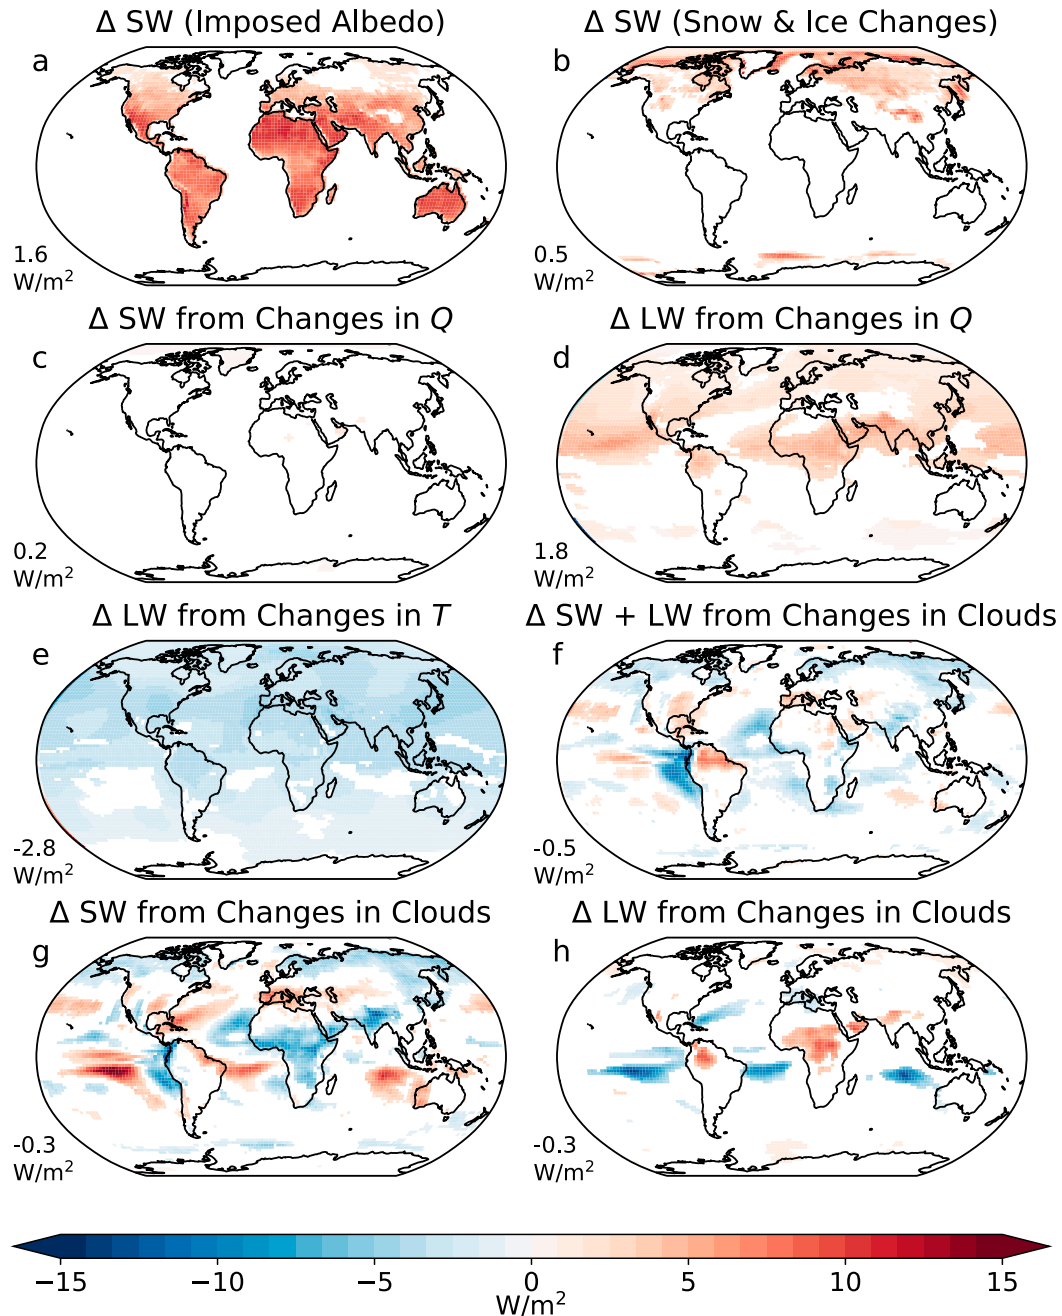 Δ SW (Imposed Albedo)
Δ SW (Snow & Ice Changes)
a
b
1.6
W/m²
0.5
W/m²
Δ SW from Changes in Q
Δ LW from Changes in Q
c
d
0.2
W/m²
1.8
W/m²
Δ LW from Changes in T
Δ SW + LW from Changes in Clouds
e
f
-2.8
W/m²
-0.5
W/m²
Δ SW from Changes in Clouds
Δ LW from Changes in Clouds
g
h
-0.3
W/m²
-0.3
W/m²
−15 −10 −5 0 5 10 15
W/m²